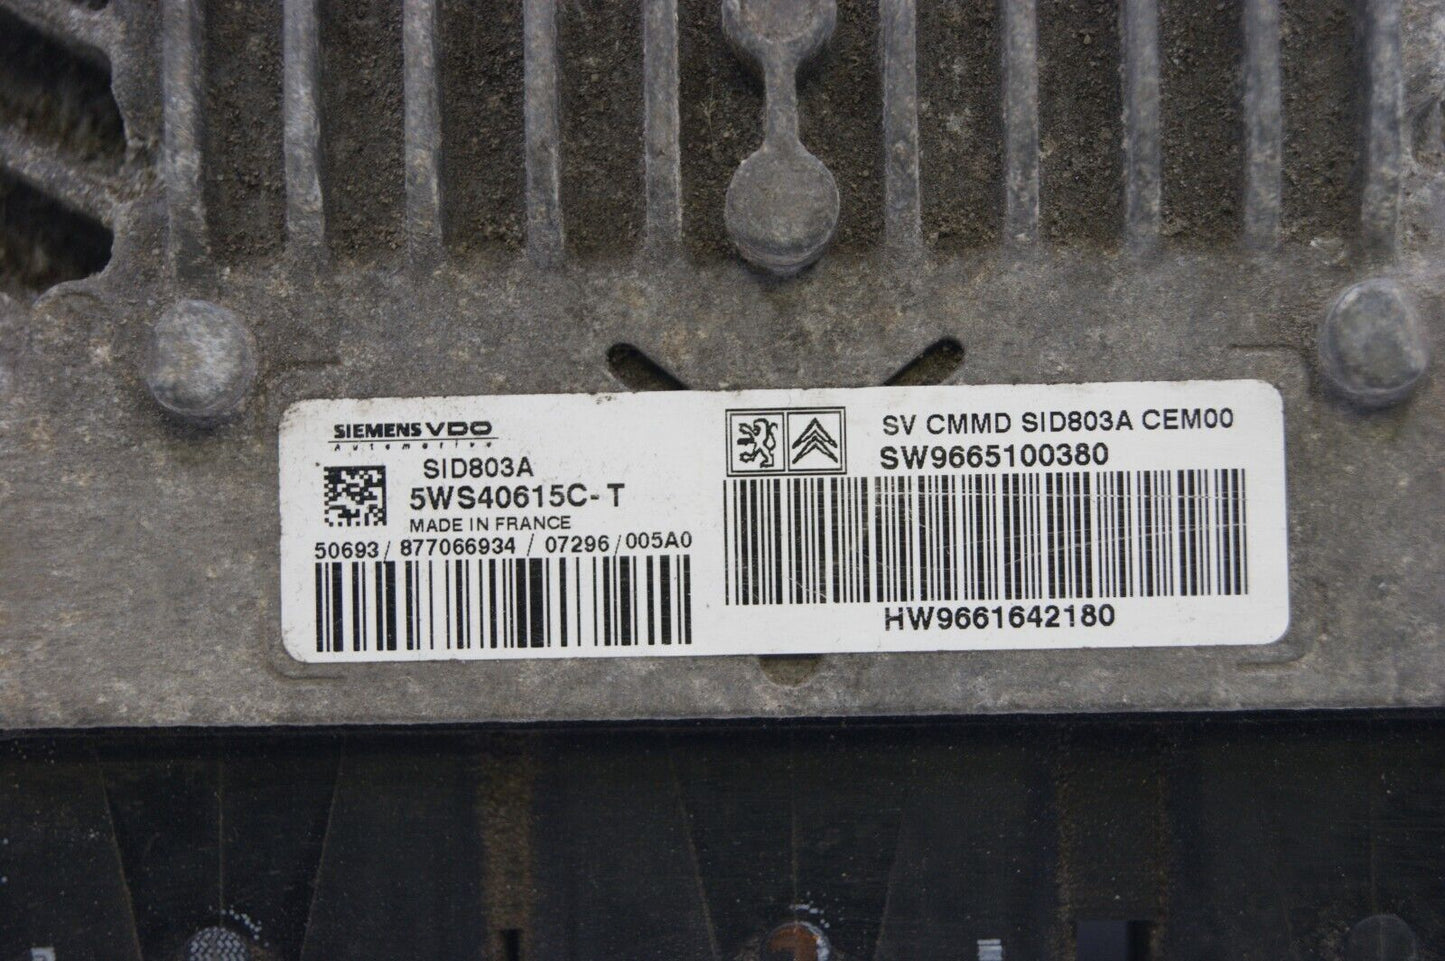 SIEMENS VDO
Automotive
SID803A
5WS40615C-T
MADE IN FRANCE
50693/877066934/07296/005A0
SV CMMD SID803A CEM00
SW9665100380
HW9661642180